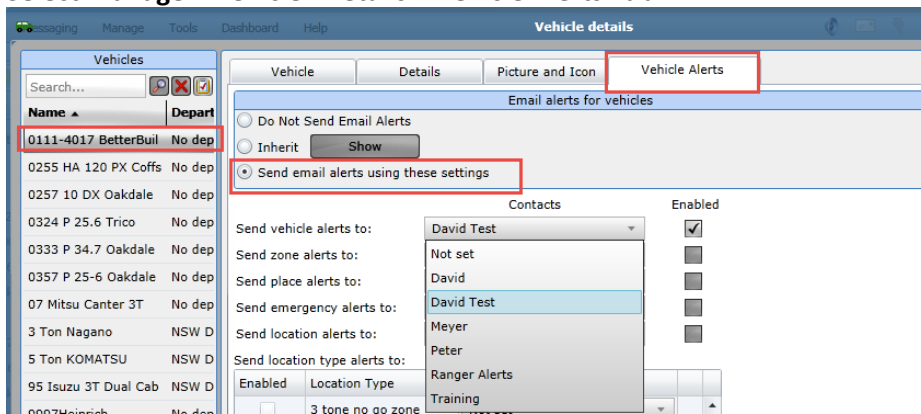 Messaging Manage Tools Dashboard Help Vehicle details
Vehicles
Search...
Name Depart
0111-4017 BetterBuil No dep
0255 HA 120 PX Coffs No dep
0257 10 DX Oakdale No dep
0324 P 25.6 Trico No dep
0333 P 34.7 Oakdale No dep
0357 P 25-6 Oakdale No dep
07 Mitsu Canter 3T No dep
3 Ton Nagano NSW D
5 Ton KOMATSU NSW D
95 Isuzu 3T Dual Cab NSW D
Vehicle Details Picture and Icon Vehicle Alerts
Email alerts for vehicles
Do Not Send Email Alerts
Inherit Show
Send email alerts using these settings
Contacts Enabled
Send vehicle alerts to: David Test
Send zone alerts to: Not set
Send place alerts to: David
Send emergency alerts to: David Test
Send location alerts to: Meyer
Peter
Send location type alerts to:
Ranger Alerts
Enabled Location Type
Training
3 tone no go zone